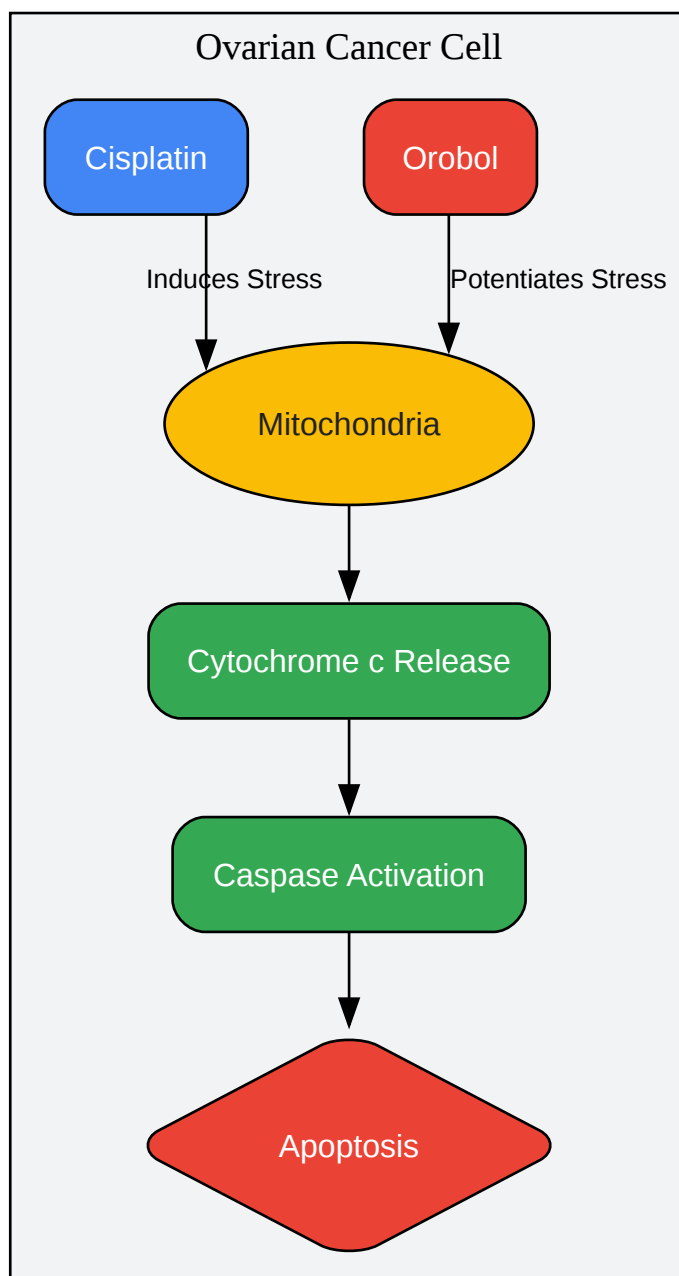 Ovarian Cancer Cell
Cisplatin
Orobol
Induces Stress
Potentiates Stress
Mitochondria
Cytochrome c Release
Caspase Activation
Apoptosis